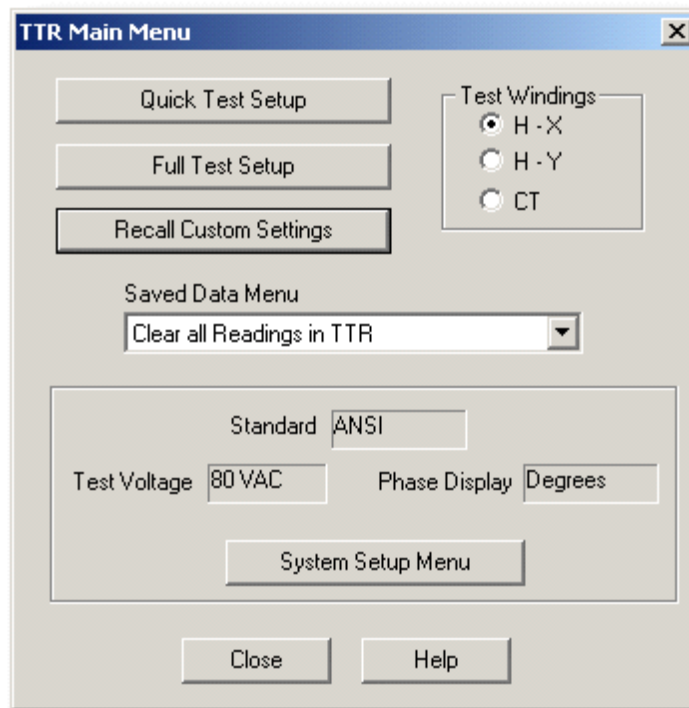 TTR Main Menu
Quick Test Setup
Full Test Setup
Recall Custom Settings
Test Windings
H - X
H - Y
CT
Saved Data Menu
Clear all Readings in TTR
Standard ANSI
Test Voltage 80 VAC Phase Display Degrees
System Setup Menu
Close Help